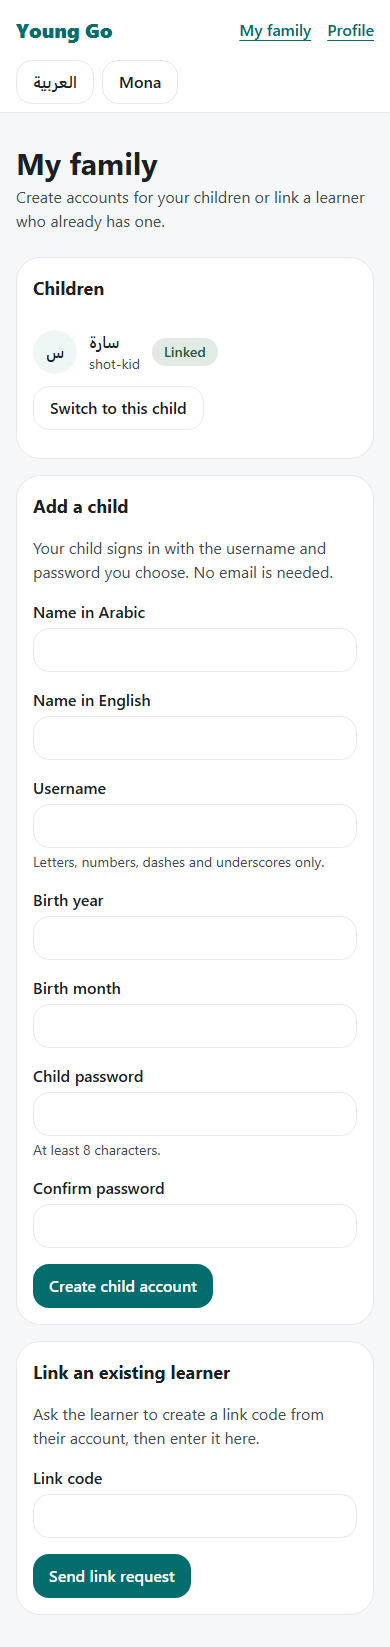 Young Go
My family
Profile
العربية
Mona
My family
Create accounts for your children or link a learner
who already has one.
Children
س
سارة
shot-kid
Linked
Switch to this child
Add a child
Your child signs in with the username and
password you choose. No email is needed.
Name in Arabic
Name in English
Username
Letters, numbers, dashes and underscores only.
Birth year
Birth month
Child password
At least 8 characters.
Confirm password
Create child account
Link an existing learner
Ask the learner to create a link code from
their account, then enter it here.
Link code
Send link request